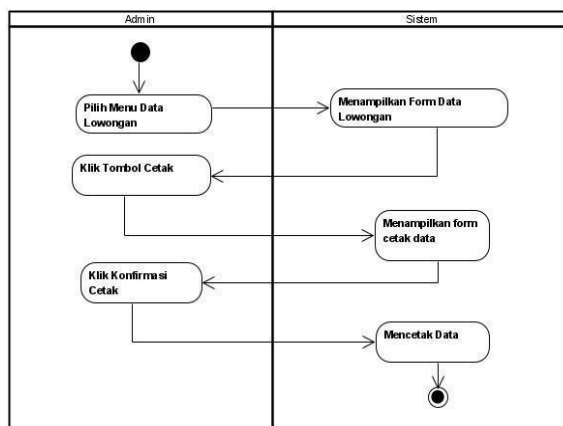 Admin
Sistem
Pilih Menu Data
Lowongan
Menampilkan Form Data
Lowongan
Klik Tombol Cetak
Menampilkan form
cetak data
Klik Konfirmasi
Cetak
Mencetak Data